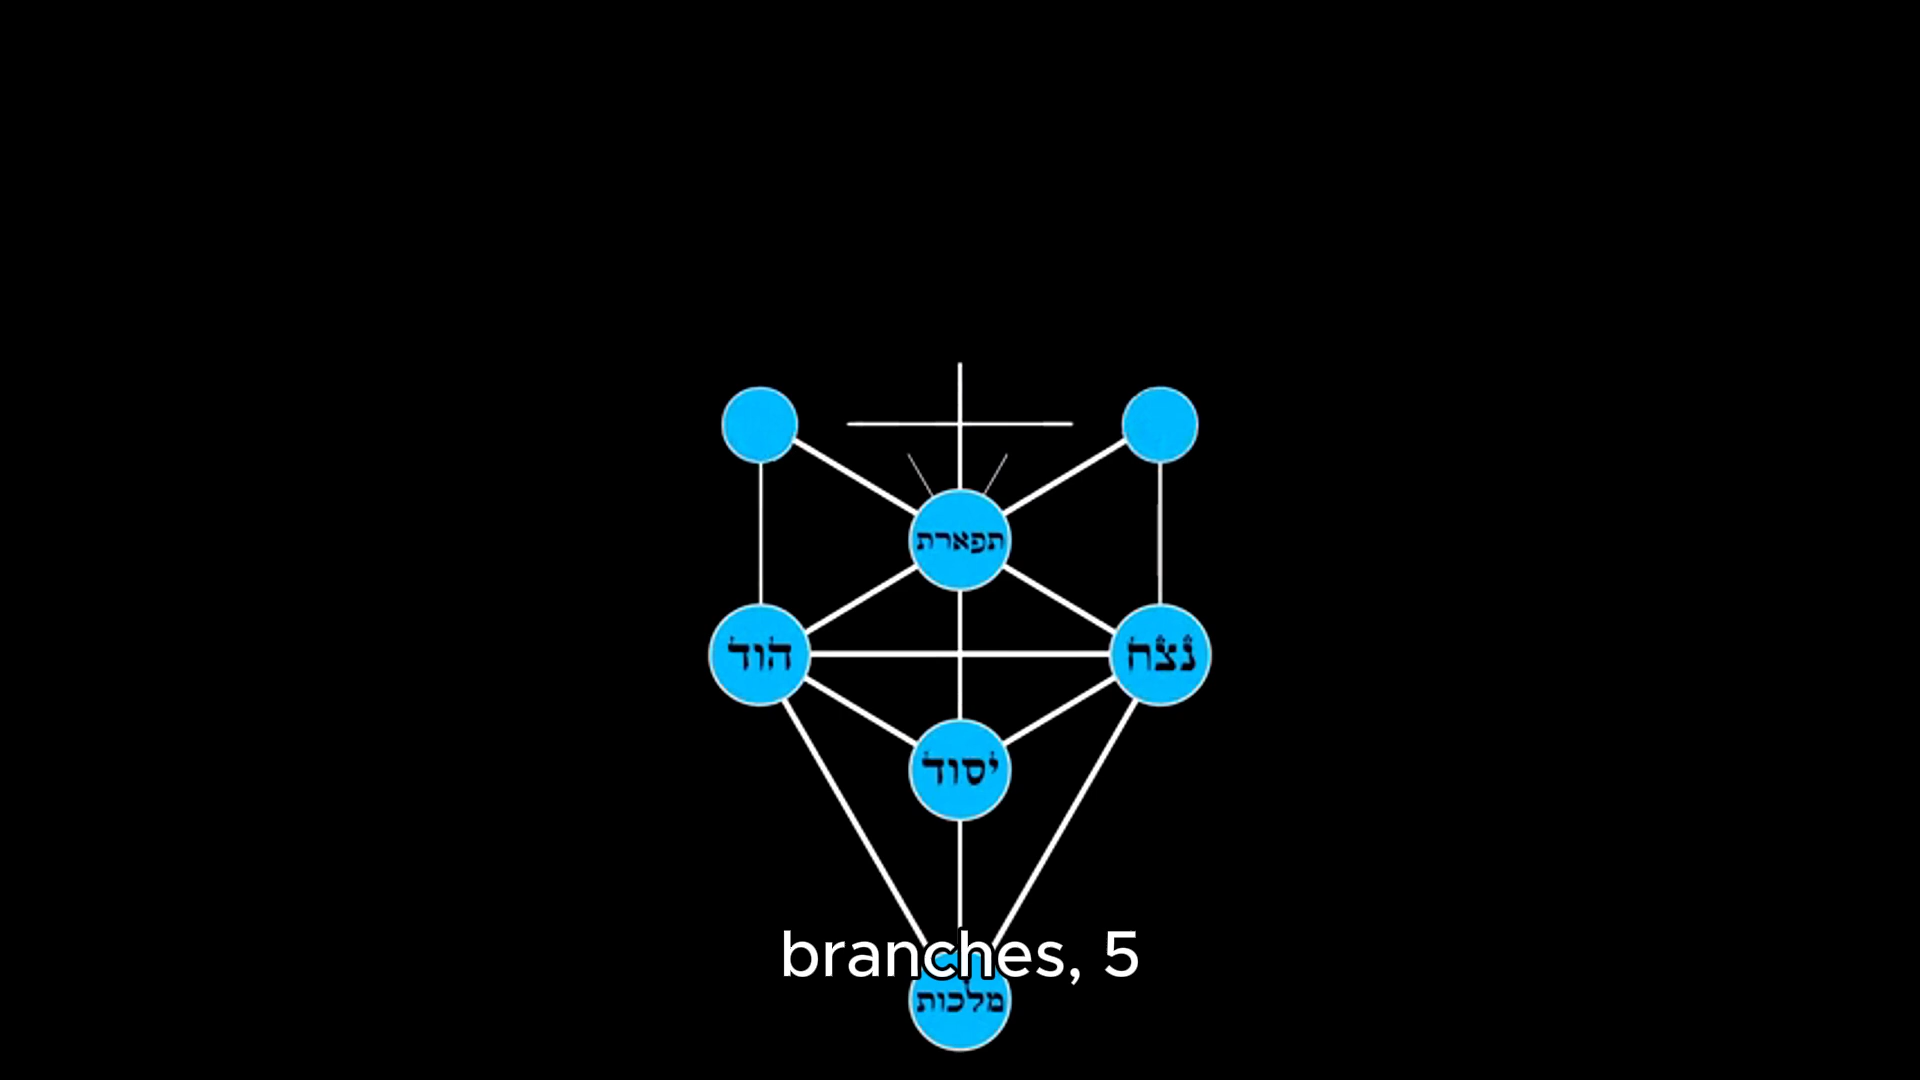 תפארת
הוד
נצח
יסוד
branches, 5
מלכות